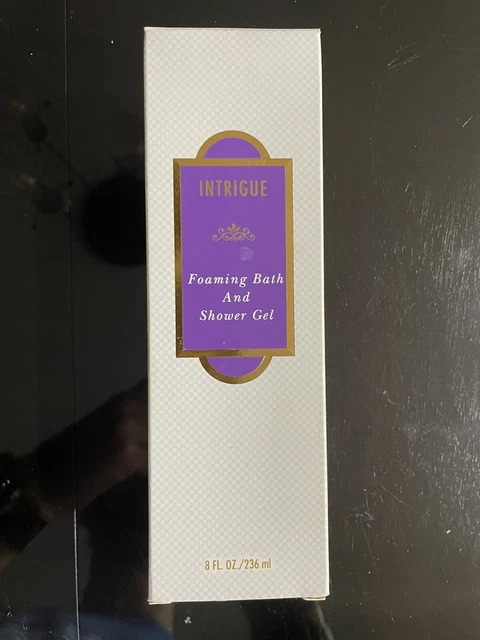 INTRIGUE
Foaming Bath
And
Shower Gel
8 FL. OZ./236 ml